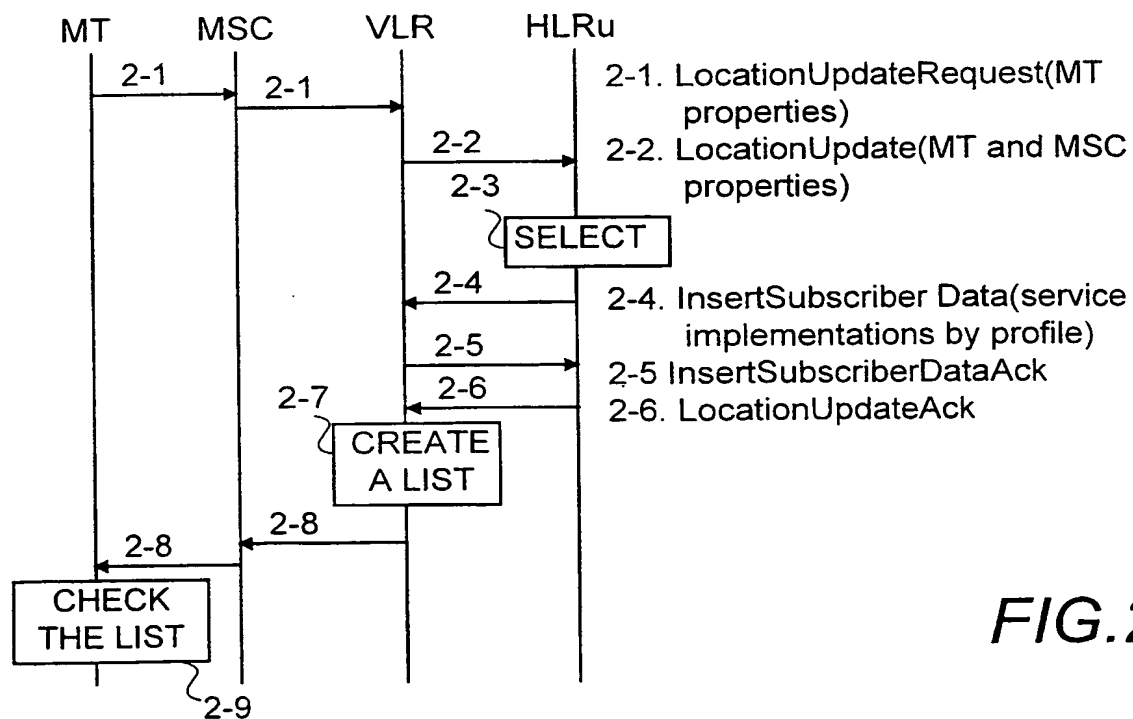 MT MSC VLR HLRu
2-1
2-1
2-1. LocationUpdateRequest(MT
properties)
2-2
2-2. LocationUpdate(MT and MSC
properties)
2-3
SELECT
2-4
2-4. InsertSubscriber Data(service
implementations by profile)
2-5
2-5 InsertSubscriberDataAck
2-6
2-6. LocationUpdateAck
2-7
CREATE
A LIST
2-8
2-8
CHECK
THE LIST
2-9
FIG.2